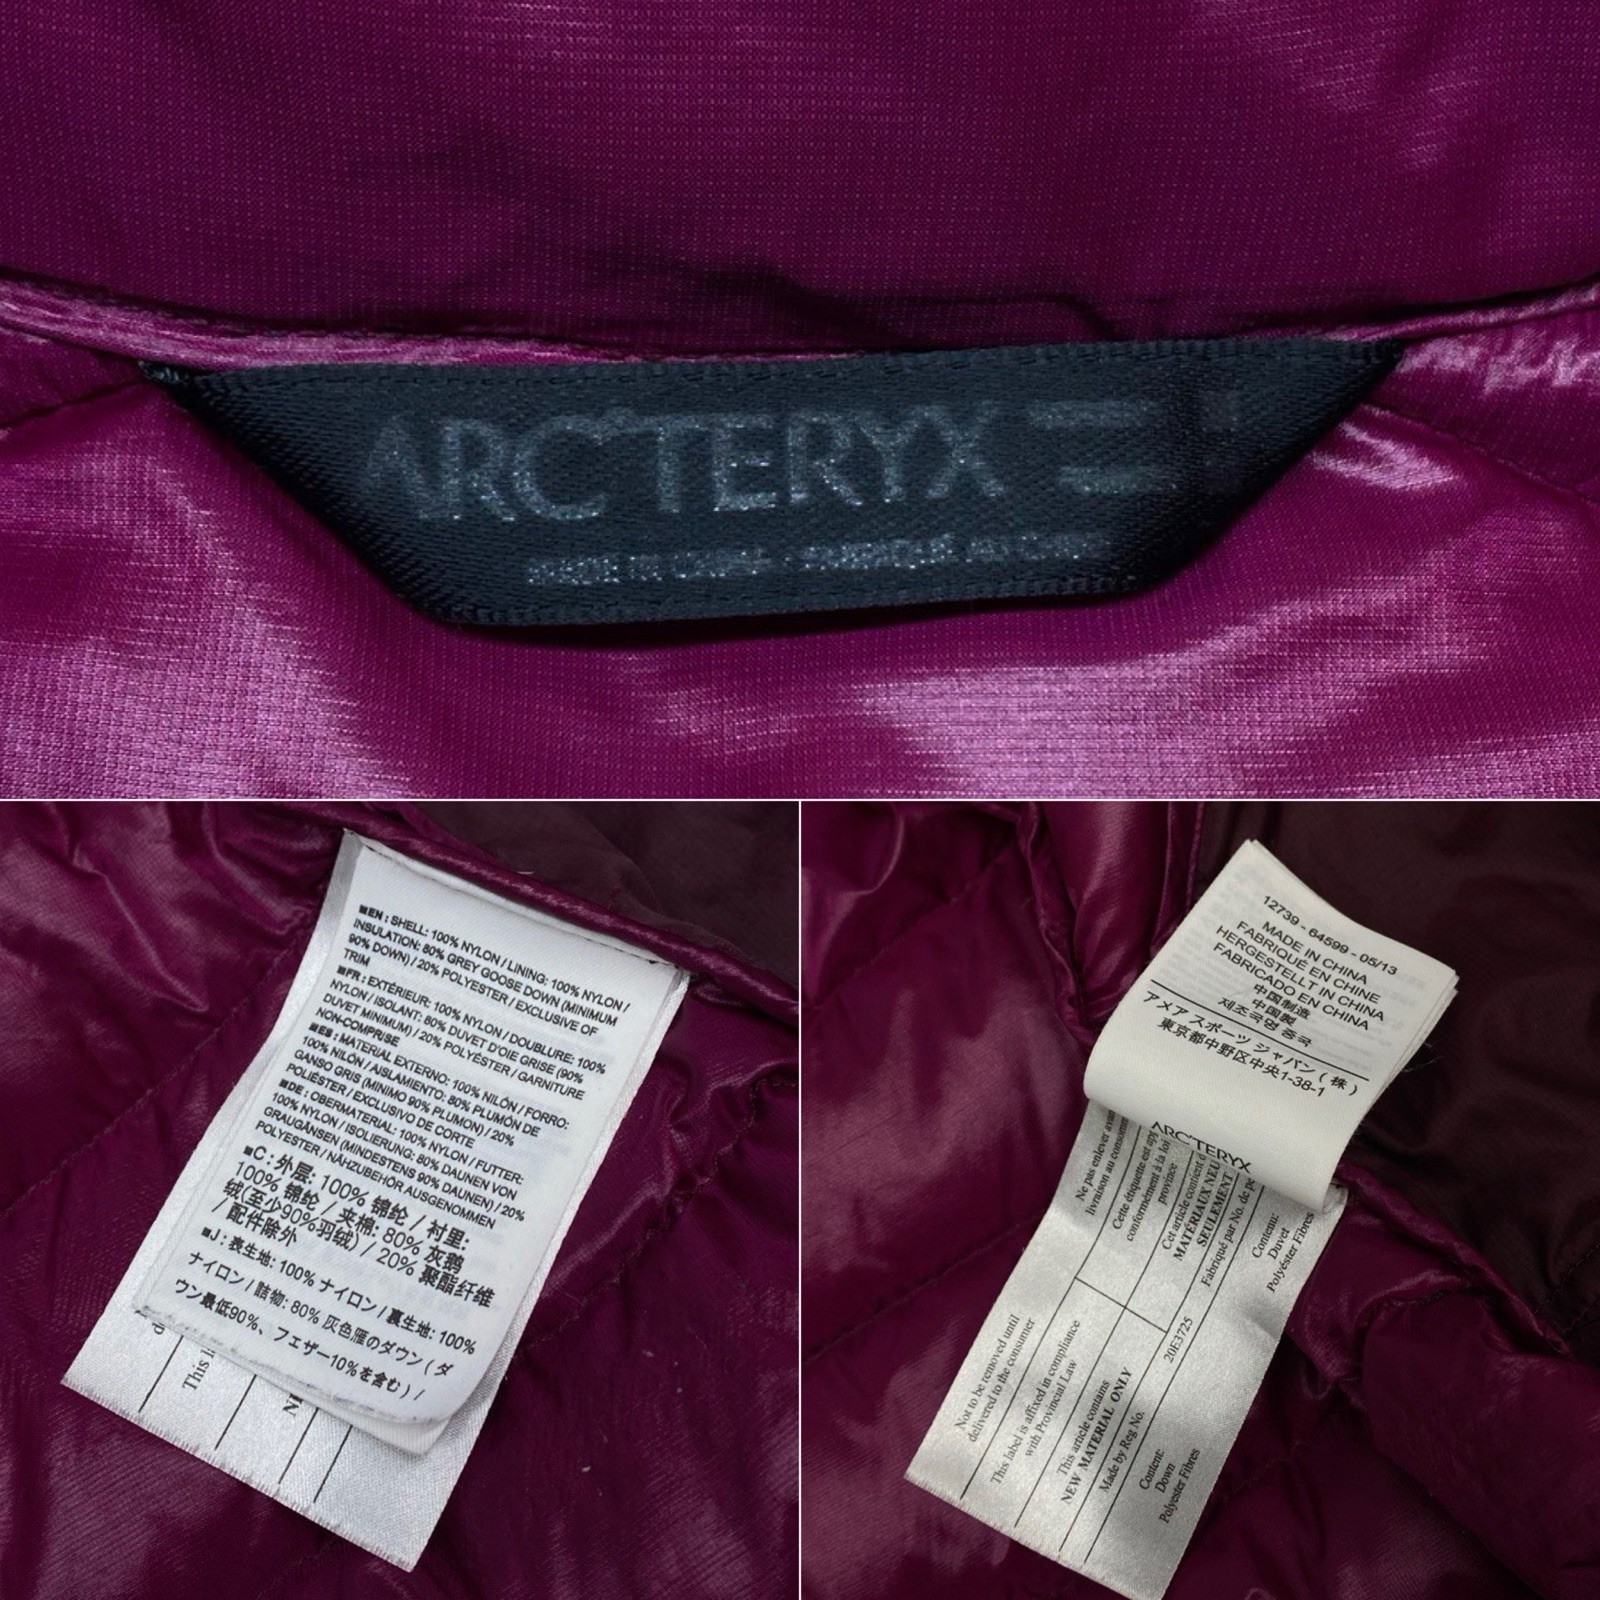 ARC'TERYX
■EN : SHELL: 100% NYLON / LINING: 100% NYLON /
INSULATION: 80% GREY GOOSE DOWN (MINIMUM
90% DOWN) / 20% POLYESTER / EXCLUSIVE OF
TRIM
■FR : EXTÉRIEUR: 100% NYLON / DOUBLURE: 100%
NYLON / ISOLANT: 80% DUVET D'OIE GRISE (90%
DUVET MINIMUM) / 20% POLYESTER / GARNITURE
NON-COMPRISE
■ES : MATERIAL EXTERNO: 100% NILÓN / FORRO:
100% NILÓN / AISLAMIENTO: 80% PLUMÓN DE
GANSO GRIS (MINIMO 90% PLUMON) / 20%
POLIÉSTER / EXCLUSIVO DE CORTE
■DE : OBERMATERIAL: 100% NYLON / FUTTER:
100% NYLON / ISOLIERUNG: 80% DAUNEN VON
GRAUGÄNSEN (MINDESTENS 90% DAUNEN) / 20%
POLYESTER / NÄHZUBEHÖR AUSGENOMMEN
■C : 外层: 100% 锦纶 / 衬里:
100% 锦纶 / 夹棉: 80% 灰鹅
绒(至少90%羽绒) / 20% 聚酯纤维
/ 配件除外
■J : 表生地: 100% ナイロン / 裏生地: 100%
ナイロン / 詰物: 80% 灰色雁のダウン ( ダ
ウン最低90%、フェザー10%を含む) /
12739 - 64599 - 05/13
MADE IN CHINA
FABRIQUÉ EN CHINE
HERGESTELLT IN CHINA
FABRICADO EN CHINA
中国制造
中國製
제조국명 중국
アメア スポーツ ジャパン ( 株 )
東京都中野区中央1-38-1
ARC'TERYX
Not to be removed until
delivered to the consumer
This label is affixed in compliance
with Provincial Law
This article contains
NEW MATERIAL ONLY
Made by Reg No.
20E3725
Content:
Down
Polyester Fibres
Ne pas enlever
livraison au
Cette étiquette est
conformément à la loi
province
Cet article contient
MATÉRIAUX NEU
SEULEMENT
Fabriqué par No. de
Contenu:
Duvet
Polyéster Fibres